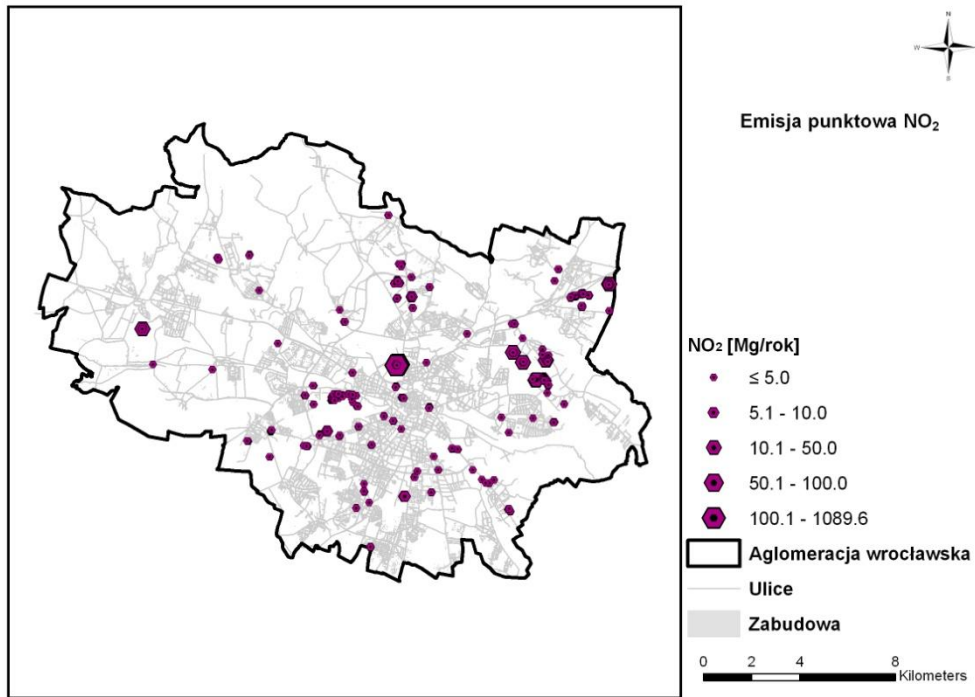 N
W
S
Emisja punktowa NO₂
NO₂ [Mg/rok]
≤ 5.0
5.1 - 10.0
10.1 - 50.0
50.1 - 100.0
100.1 - 1089.6
Aglomeracja wrocławska
Ulice
Zabudowa
0 2 4 8
Kilometers